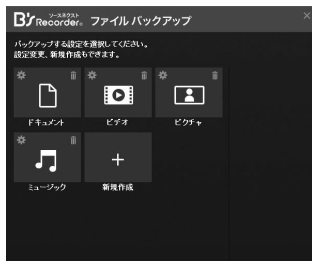 B's Recorder® ソースネクスト ファイル バックアップ
バックアップする設定を選択してください。
設定変更、新規作成もできます。
ドキュメント
ビデオ
ピクチャ
ミュージック
新規作成